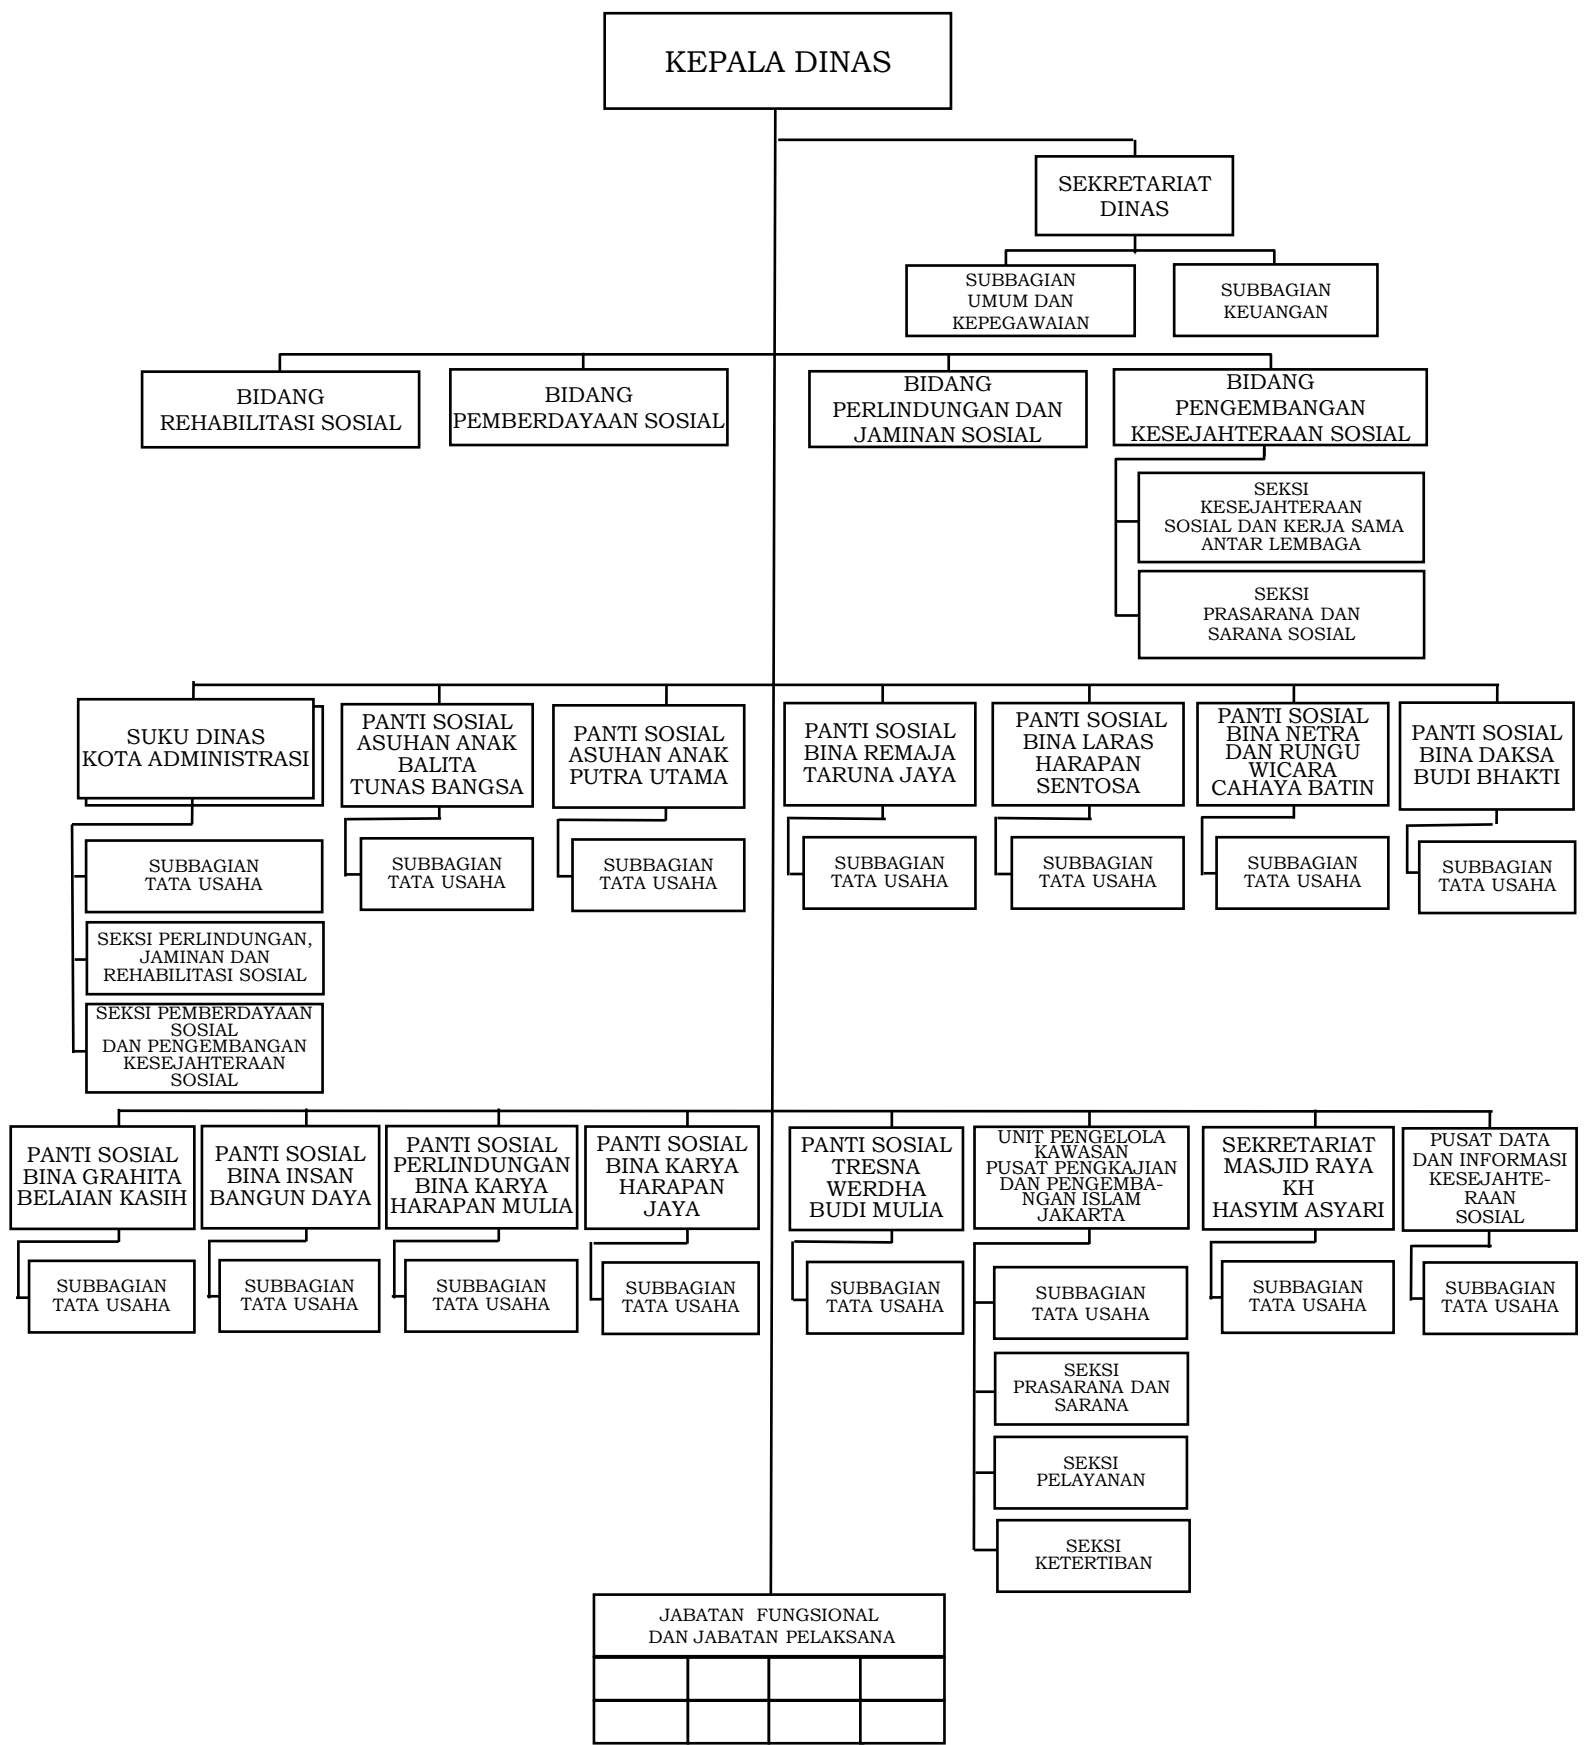 KEPALA DINAS
SEKRETARIAT
DINAS
SUBBAGIAN
UMUM DAN
KEPEGAWAIAN
SUBBAGIAN
KEUANGAN
BIDANG
REHABILITASI SOSIAL
BIDANG
PEMBERDAYAAN SOSIAL
BIDANG
PERLINDUNGAN DAN
JAMINAN SOSIAL
BIDANG
PENGEMBANGAN
KESEJAHTERAAN SOSIAL
SEKSI
KESEJAHTERAAN
SOSIAL DAN KERJA SAMA
ANTAR LEMBAGA
SEKSI
PRASARANA DAN
SARANA SOSIAL
SUKU DINAS
KOTA ADMINISTRASI
PANTI SOSIAL
ASUHAN ANAK
BALITA
TUNAS BANGSA
PANTI SOSIAL
ASUHAN ANAK
PUTRA UTAMA
PANTI SOSIAL
BINA REMAJA
TARUNA JAYA
PANTI SOSIAL
BINA LARAS
HARAPAN
SENTOSA
PANTI SOSIAL
BINA NETRA
DAN RUNGU
WICARA
CAHAYA BATIN
PANTI SOSIAL
BINA DAKSA
BUDI BHAKTI
SUBBAGIAN
TATA USAHA
SUBBAGIAN
TATA USAHA
SUBBAGIAN
TATA USAHA
SUBBAGIAN
TATA USAHA
SUBBAGIAN
TATA USAHA
SUBBAGIAN
TATA USAHA
SUBBAGIAN
TATA USAHA
SEKSI PERLINDUNGAN,
JAMINAN DAN
REHABILITASI SOSIAL
SEKSI PEMBERDAYAAN
SOSIAL
DAN PENGEMBANGAN
KESEJAHTERAAN
SOSIAL
PANTI SOSIAL
BINA GRAHITA
BELAIAN KASIH
PANTI SOSIAL
BINA INSAN
BANGUN DAYA
PANTI SOSIAL
PERLINDUNGAN
BINA KARYA
HARAPAN MULIA
PANTI SOSIAL
BINA KARYA
HARAPAN
JAYA
PANTI SOSIAL
TRESNA
WERDHA
BUDI MULIA
UNIT PENGELOLA
KAWASAN
PUSAT PENGKAJIAN
DAN PENGEMBA-
NGAN ISLAM
JAKARTA
SEKRETARIAT
MASJID RAYA
KH
HASYIM ASYARI
PUSAT DATA
DAN INFORMASI
KESEJAHTE-
RAAN
SOSIAL
SUBBAGIAN
TATA USAHA
SUBBAGIAN
TATA USAHA
SUBBAGIAN
TATA USAHA
SUBBAGIAN
TATA USAHA
SUBBAGIAN
TATA USAHA
SUBBAGIAN
TATA USAHA
SUBBAGIAN
TATA USAHA
SUBBAGIAN
TATA USAHA
SEKSI
PRASARANA DAN
SARANA
SEKSI
PELAYANAN
SEKSI
KETERTIBAN
JABATAN FUNGSIONAL
DAN JABATAN PELAKSANA